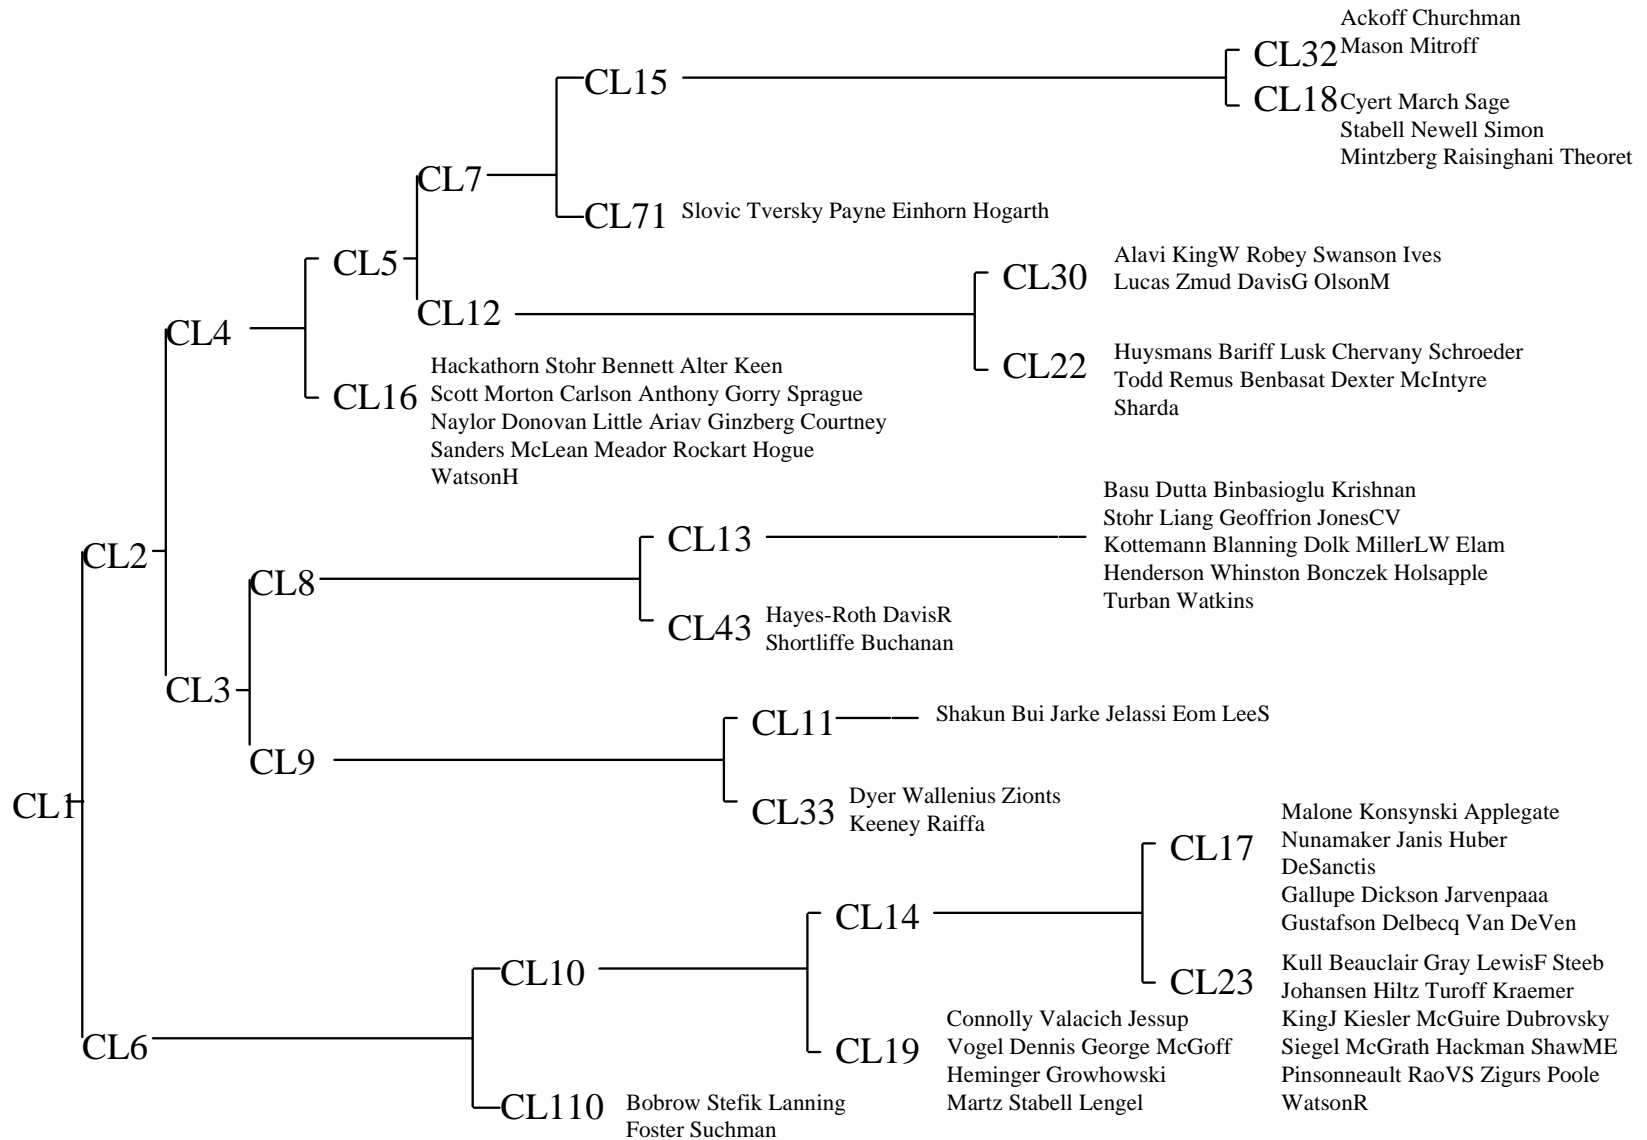 Ackoff Churchman
CL32 Mason Mitroff
CL15
CL18 Cyert March Sage
Stabell Newell Simon
Mintzberg Raisinghani Theoret
CL7
CL71 Slovic Tversky Payne Einhorn Hogarth
CL5
Alavi KingW Robey Swanson Ives
CL30
Lucas Zmud DavisG OlsonM
CL12
CL4
CL22
Huysmans Bariff Lusk Chervany Schroeder
Todd Remus Benbasat Dexter McIntyre
Sharda
CL16
Hackathorn Stohr Bennett Alter Keen
Scott Morton Carlson Anthony Gorry Sprague
Naylor Donovan Little Ariav Ginzberg Courtney
Sanders McLean Meador Rockart Hogue
WatsonH
CL2
CL13
Basu Dutta Binbasioglu Krishnan
Stohr Liang Geoffrion JonesCV
Kottemann Blanning Dolk MillerLW Elam
Henderson Whinston Bonczek Holsapple
Turban Watkins
CL8
CL43
Hayes-Roth DavisR
Shortliffe Buchanan
CL3
CL11 Shakun Bui Jarke Jelassi Eom LeeS
CL9
CL33
Dyer Wallenius Zionts
Keeney Raiffa
CL1
CL17
Malone Konsynski Applegate
Nunamaker Janis Huber
DeSanctis
Gallupe Dickson Jarvenpaaa
Gustafson Delbecq Van DeVen
CL14
CL10
CL23
Kull Beauclair Gray LewisF Steeb
Johansen Hiltz Turoff Kraemer
KingJ Kiesler McGuire Dubrovsky
Siegel McGrath Hackman ShawME
Pinsonneault RaoVS Zigurs Poole
WatsonR
CL6
CL19
Connolly Valacich Jessup
Vogel Dennis George McGoff
Heminger Growhowski
Martz Stabell Lengel
CL110
Bobrow Stefik Lanning
Foster Suchman